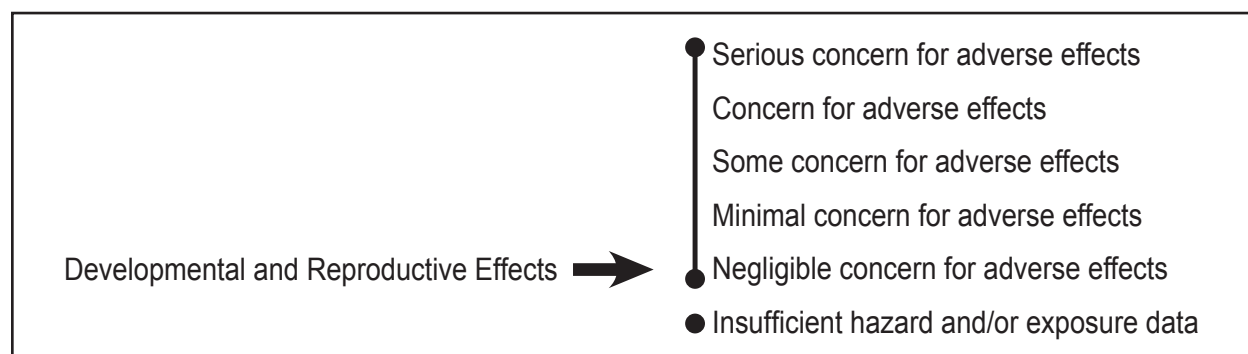 Serious concern for adverse effects
Concern for adverse effects
Some concern for adverse effects
Minimal concern for adverse effects
Developmental and Reproductive Effects
Negligible concern for adverse effects
Insufficient hazard and/or exposure data